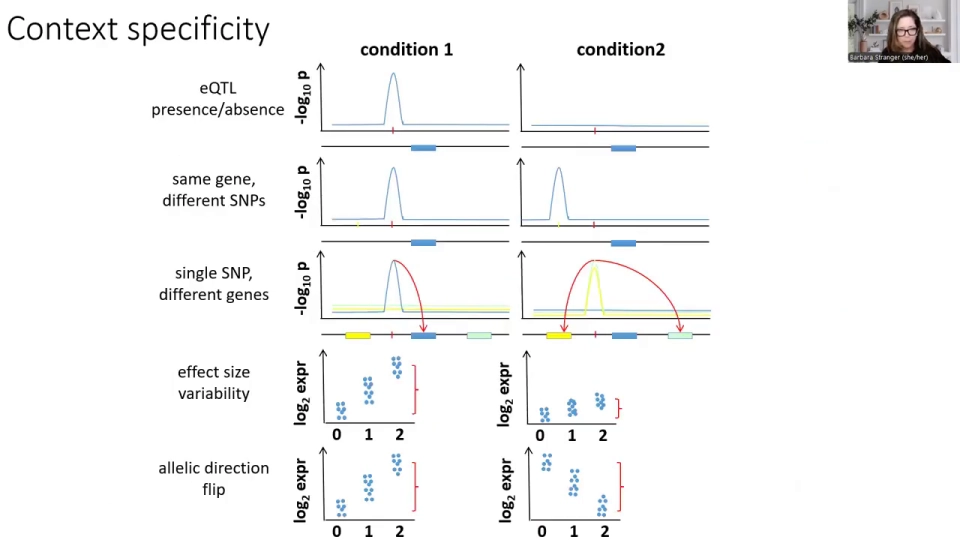 Context specificity
Barbara Stranger (she/her)
condition 1
condition2
eQTL
presence/absence
-log10 p
-log10 p
same gene,
different SNPs
-log10 p
-log10 p
single SNP,
different genes
-log10 p
-log10 p
effect size
variability
log2 expr
0 1 2
log2 expr
0 1 2
allelic direction
flip
log2 expr
0 1 2
log2 expr
0 1 2